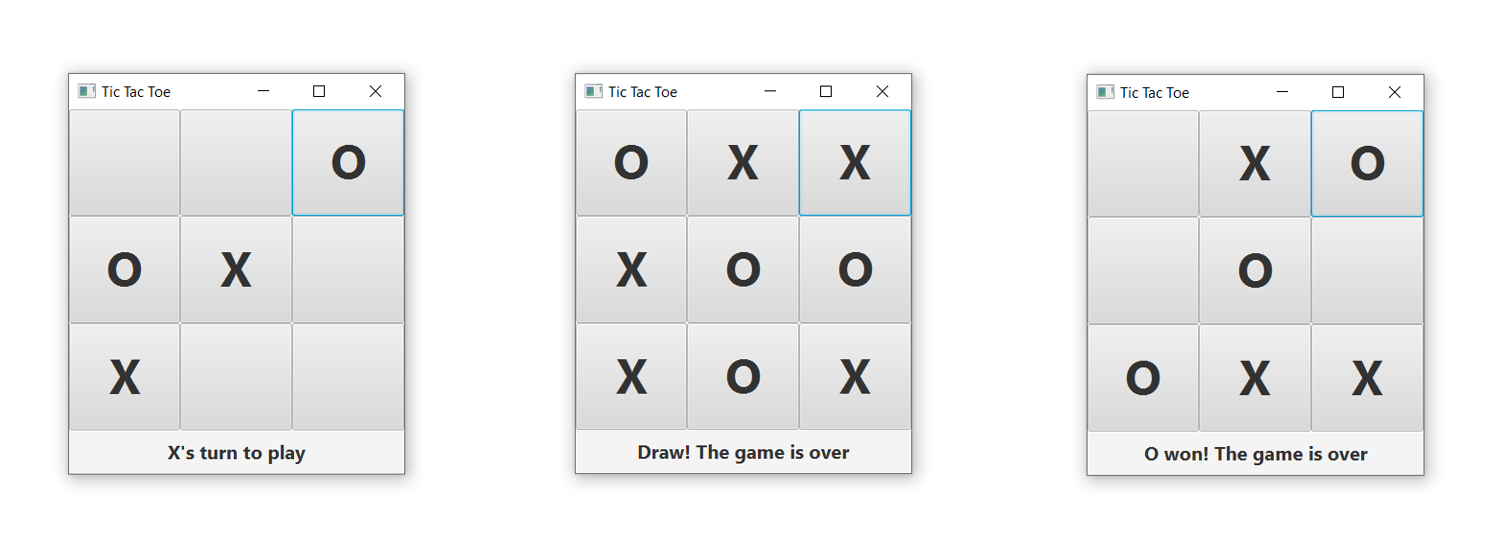 Tic Tac Toe
O
O X
X
X's turn to play
Tic Tac Toe
O X X
X O O
X O X
Draw! The game is over
Tic Tac Toe
X O
O
O X X
O won! The game is over